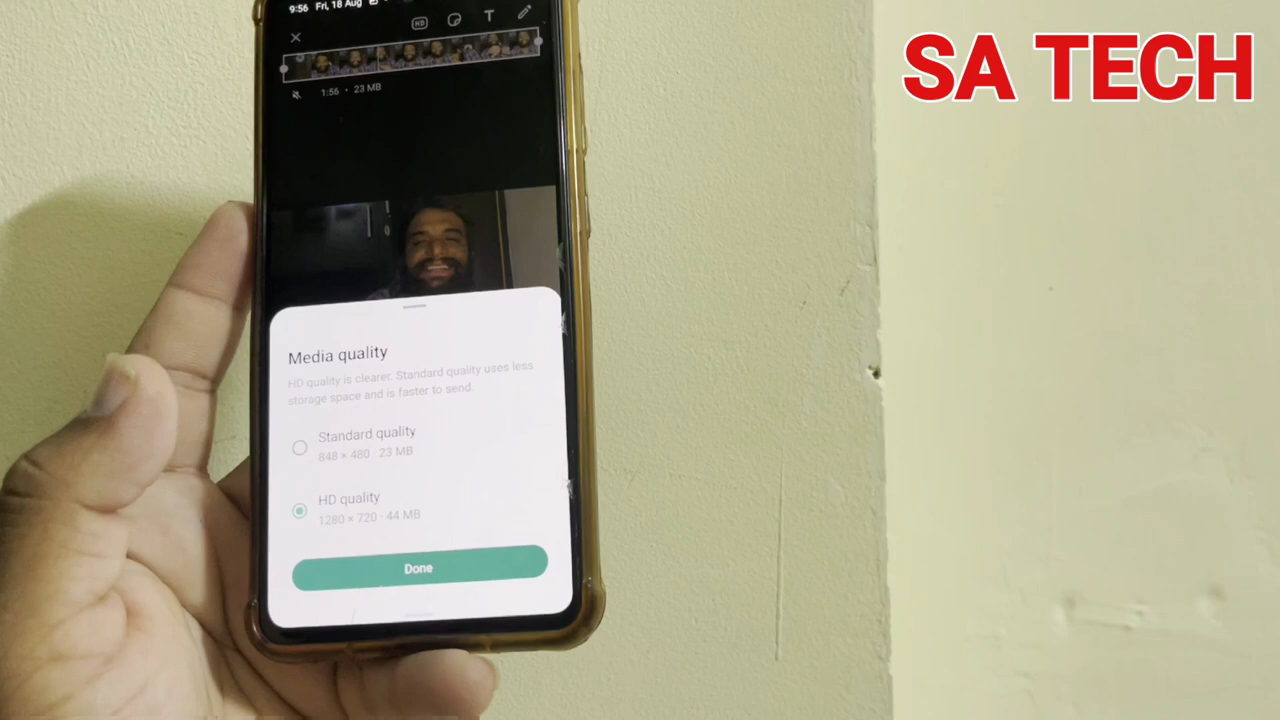 9:56 Fri, 18 Aug
SA TECH
HD T
1:56 • 23 MB
Media quality
HD quality is clearer. Standard quality uses less
storage space and is faster to send.
Standard quality
848 × 480 · 23 MB
HD quality
1280 × 720 · 44 MB
Done